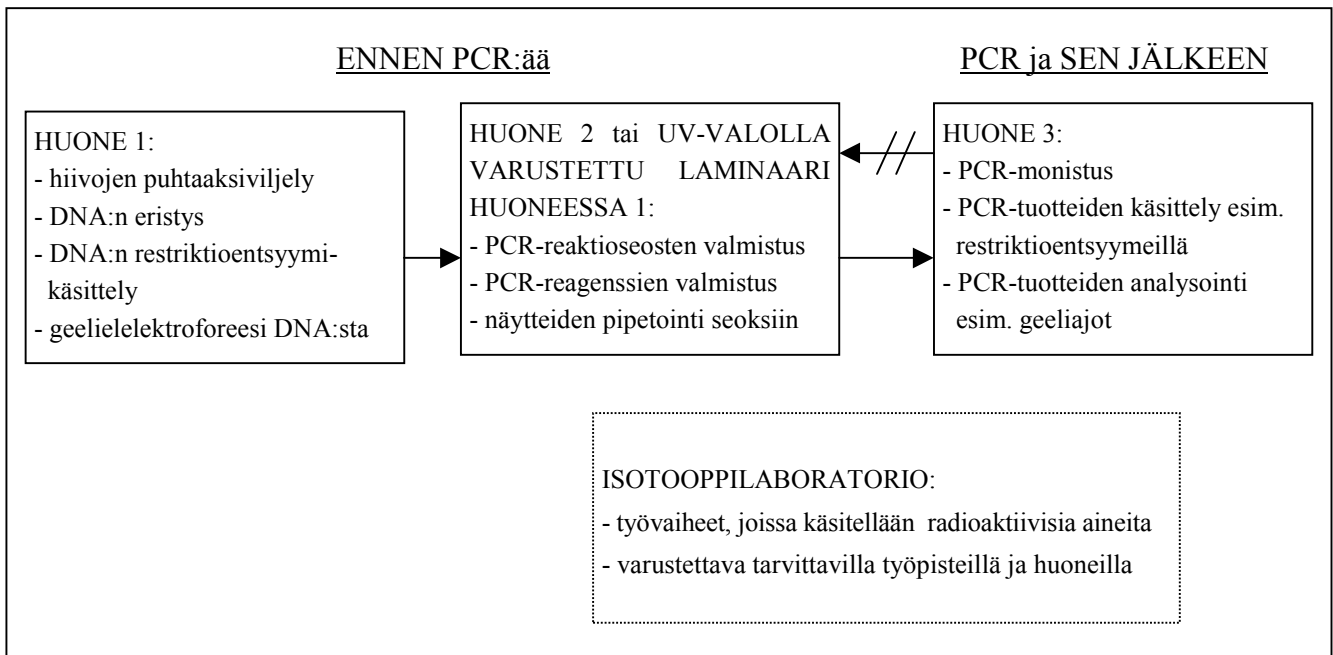 ENNEN PCR:ää
PCR ja SEN JÄLKEEN
HUONE 1:
- hiivojen puhtaaksiviljely
- DNA:n eristys
- DNA:n restriktioentsyymi-
käsittely
- geelielelektroforeesi DNA:sta
HUONE 2 tai UV-VALOLLA
VARUSTETTU LAMINAARI
HUONEESSA 1:
- PCR-reaktioseosten valmistus
- PCR-reagenssien valmistus
- näytteiden pipetointi seoksiin
HUONE 3:
- PCR-monistus
- PCR-tuotteiden käsittely esim.
restriktioentsyymeillä
- PCR-tuotteiden analysointi
esim. geeliajot
ISOTOOPPILABORATORIO:
- työvaiheet, joissa käsitellään radioaktiivisia aineita
- varustettava tarvittavilla työpisteillä ja huoneilla